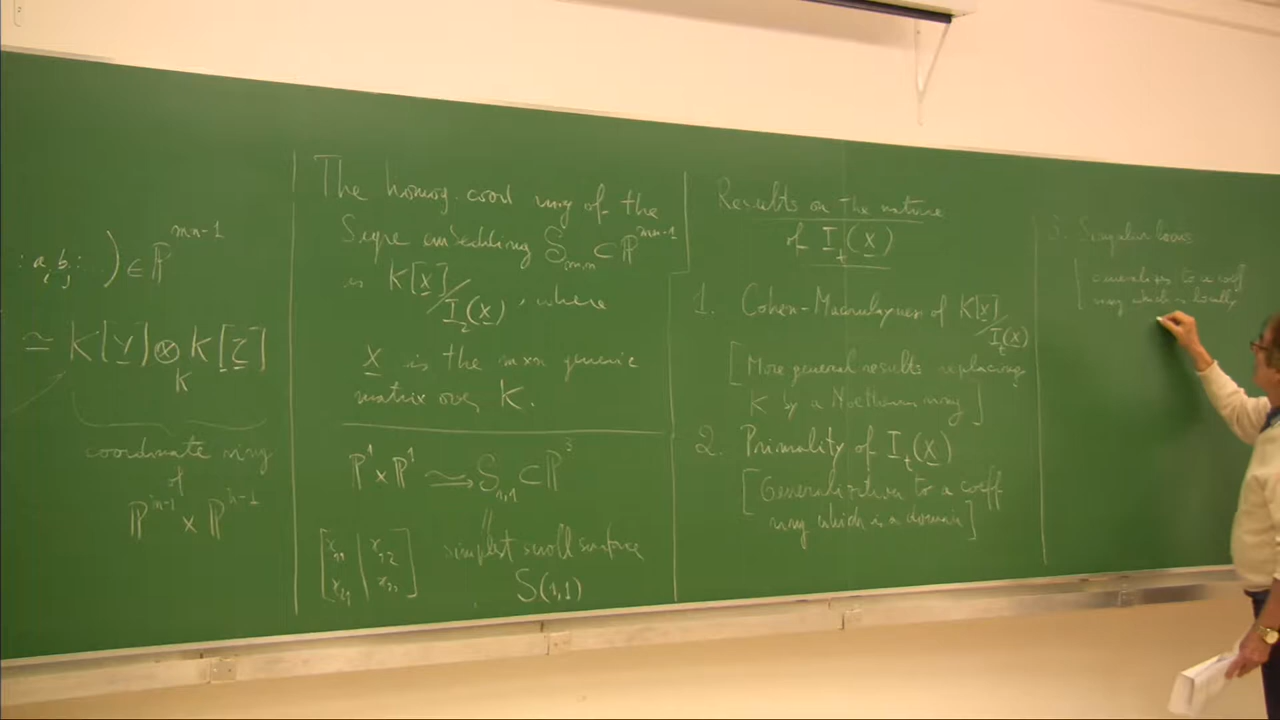 : a_i b_j : ...) ∈ ℙ^{mn-1}
≃ K[Y] ⊗_K K[Z]
coordinate ring
of
ℙ^{m-1} × ℙ^{n-1}
The homog. coord ring of the
Segre embedding S_{m,n} ⊂ ℙ^{mn-1}
is K[X]/I_2(X), where
X is the m×n generic
matrix over K.
ℙ^1 × ℙ^1 ≃ S_{1,1} ⊂ ℙ^3
simplest scroll surface
S(1,1)
Results on the nature
of I_t(X)
1. Cohen-Macaulayness of K[X]/I_t(X)
[More general results replacing
K by a Noetherian ring]
2. Primality of I_t(X)
[Generalization to a coeff
ring which is a domain]
3. Singular locus
[Generalizes to a coeff
ring which is locally